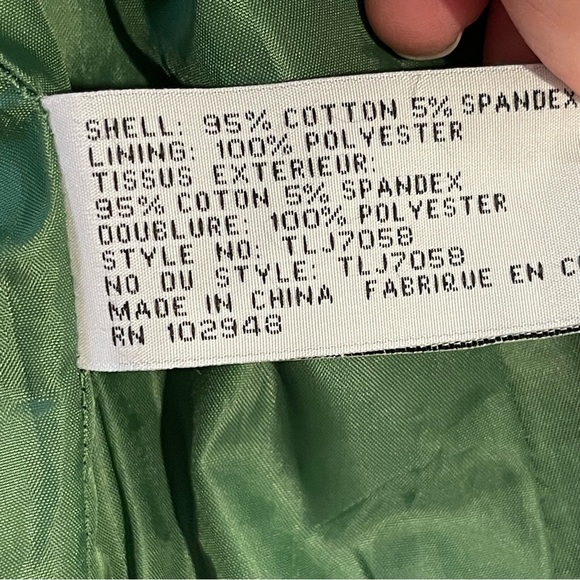 SHELL: 95% COTTON 5% SPANDEX
LINING: 100% POLYESTER
TISSUS EXTERIEUR:
95% COTON 5% SPANDEX
DOUBLURE: 100% POLYESTER
STYLE NO: TLJ7058
NO DU STYLE: TLJ7058
MADE IN CHINA FABRIQUE EN
RN 102948